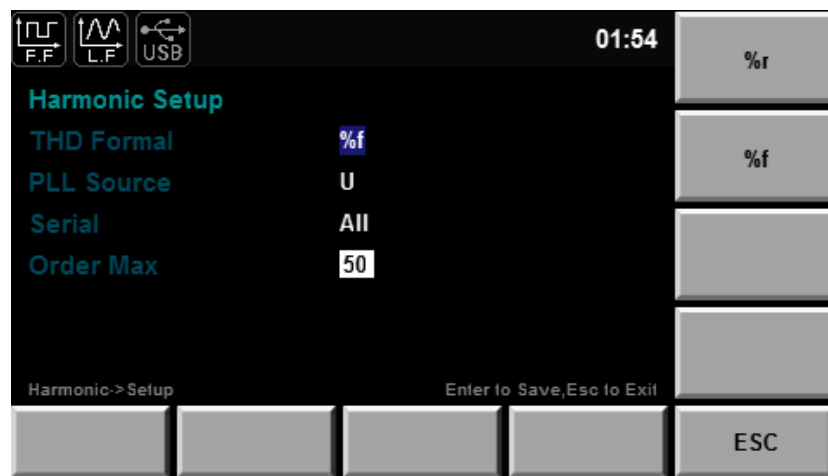 F.F L.F USB 01:54
%r
Harmonic Setup
THD Formal %f
%f
PLL Source U
Serial All
Order Max 50
Harmonic->Setup Enter to Save,Esc to Exit
ESC